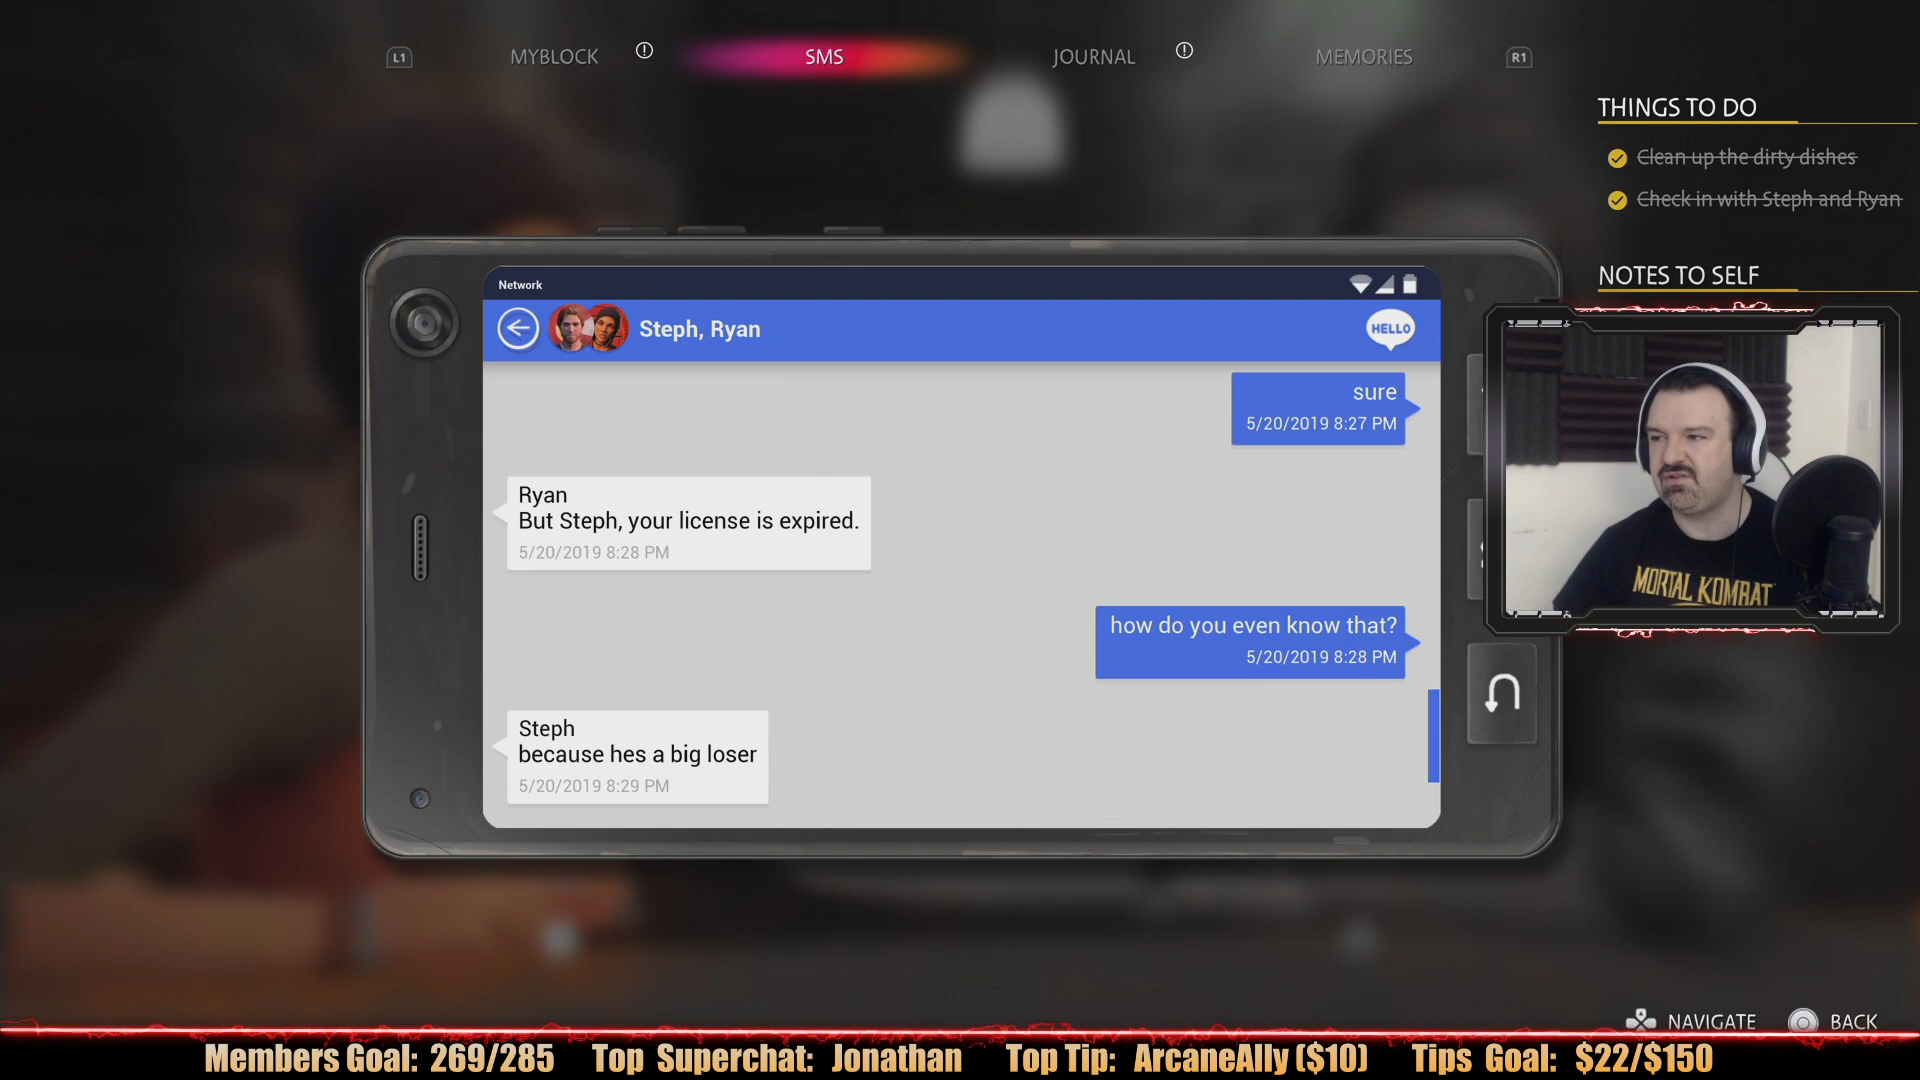 L1
MYBLOCK
SMS
JOURNAL
MEMORIES
R1
THINGS TO DO
Clean up the dirty dishes
Check in with Steph and Ryan
NOTES TO SELF
Network
Steph, Ryan
HELLO
sure
5/20/2019 8:27 PM
Ryan
But Steph, your license is expired.
5/20/2019 8:28 PM
how do you even know that?
5/20/2019 8:28 PM
Steph
because hes a big loser
5/20/2019 8:29 PM
MORTAL KOMBAT
NAVIGATE
BACK
Members Goal: 269/285 Top Superchat: Jonathan Top Tip: ArcaneAlly ($10) Tips Goal: $22/$150